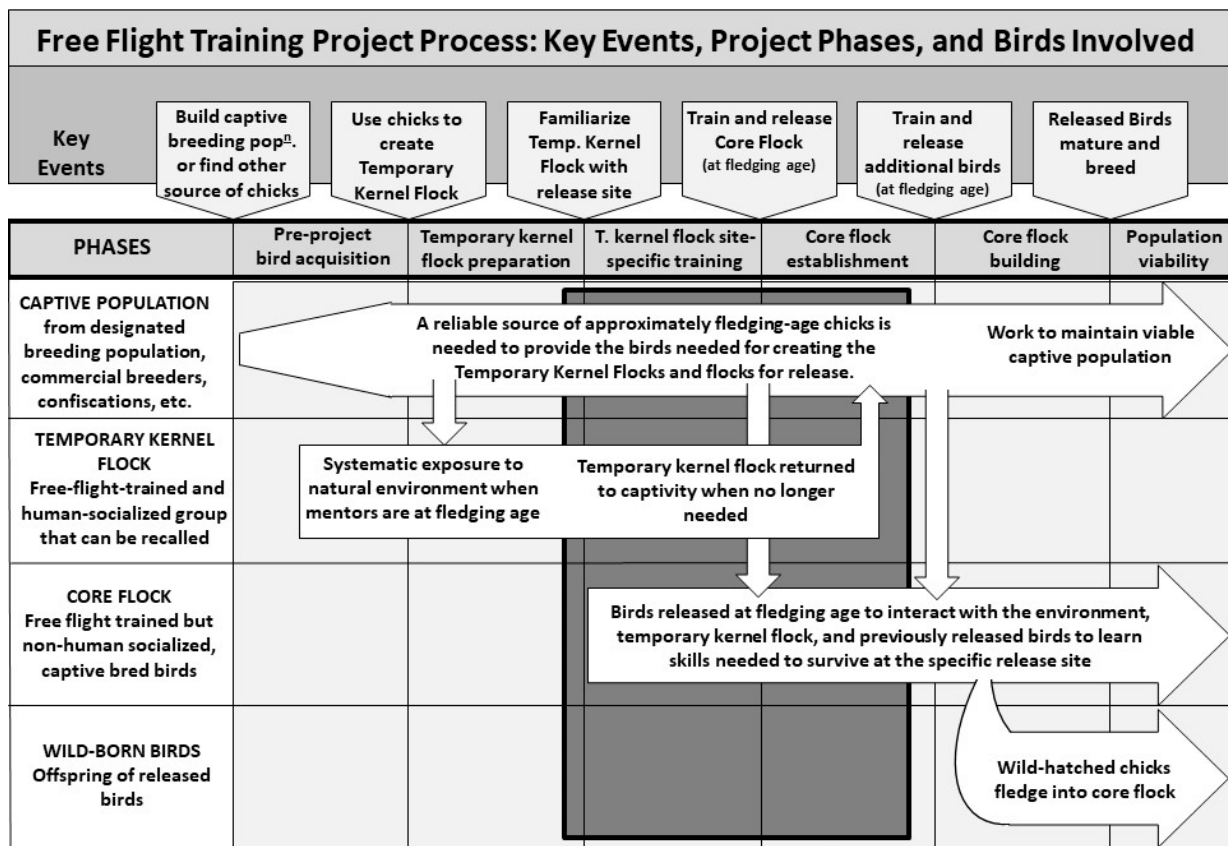 Free Flight Training Project Process: Key Events, Project Phases, and Birds Involved
Key
Events
Build captive
breeding popn. or find other
source of chicks
Use chicks to
create
Temporary
Kernel Flock
Familiarize
Temp. Kernel
Flock with
release site
Train and release
Core Flock
(at fledging age)
Train and
release
additional birds
(at fledging age)
Released Birds
mature and
breed
PHASES
Pre-project
bird acquisition
Temporary kernel
flock preparation
T. kernel flock site-
specific training
Core flock
establishment
Core flock
building
Population
viability
CAPTIVE POPULATION
from designated
breeding population,
commercial breeders,
confiscations, etc.
A reliable source of approximately fledging-age chicks is
needed to provide the birds needed for creating the
Temporary Kernel Flocks and flocks for release.
Work to maintain viable
captive population
TEMPORARY KERNEL
FLOCK
Free-flight-trained and
human-socialized group
that can be recalled
Systematic exposure to
natural environment when
mentors are at fledging age
Temporary kernel flock returned
to captivity when no longer
needed
CORE FLOCK
Free flight trained but
non-human socialized,
captive bred birds
Birds released at fledging age to interact with the environment,
temporary kernel flock, and previously released birds to learn
skills needed to survive at the specific release site
WILD-BORN BIRDS
Offspring of released
birds
Wild-hatched chicks
fledge into core flock